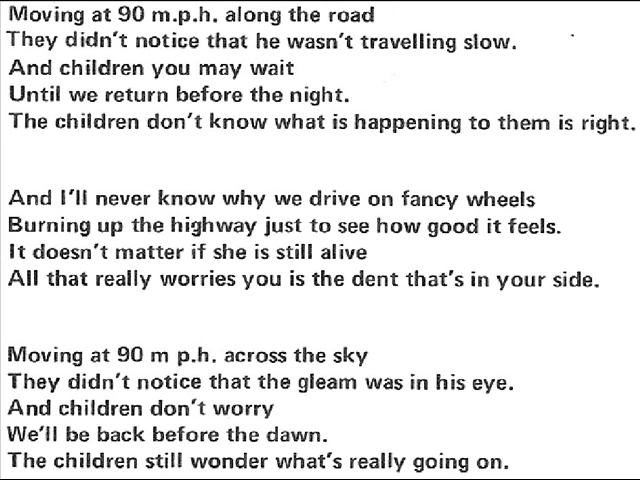 Moving at 90 m.p.h. along the road
They didn't notice that he wasn't travelling slow.
And children you may wait
Until we return before the night.
The children don't know what is happening to them is right.
And I'll never know why we drive on fancy wheels
Burning up the highway just to see how good it feels.
It doesn't matter if she is still alive
All that really worries you is the dent that's in your side.
Moving at 90 m p.h. across the sky
They didn't notice that the gleam was in his eye.
And children don't worry
We'll be back before the dawn.
The children still wonder what's really going on.